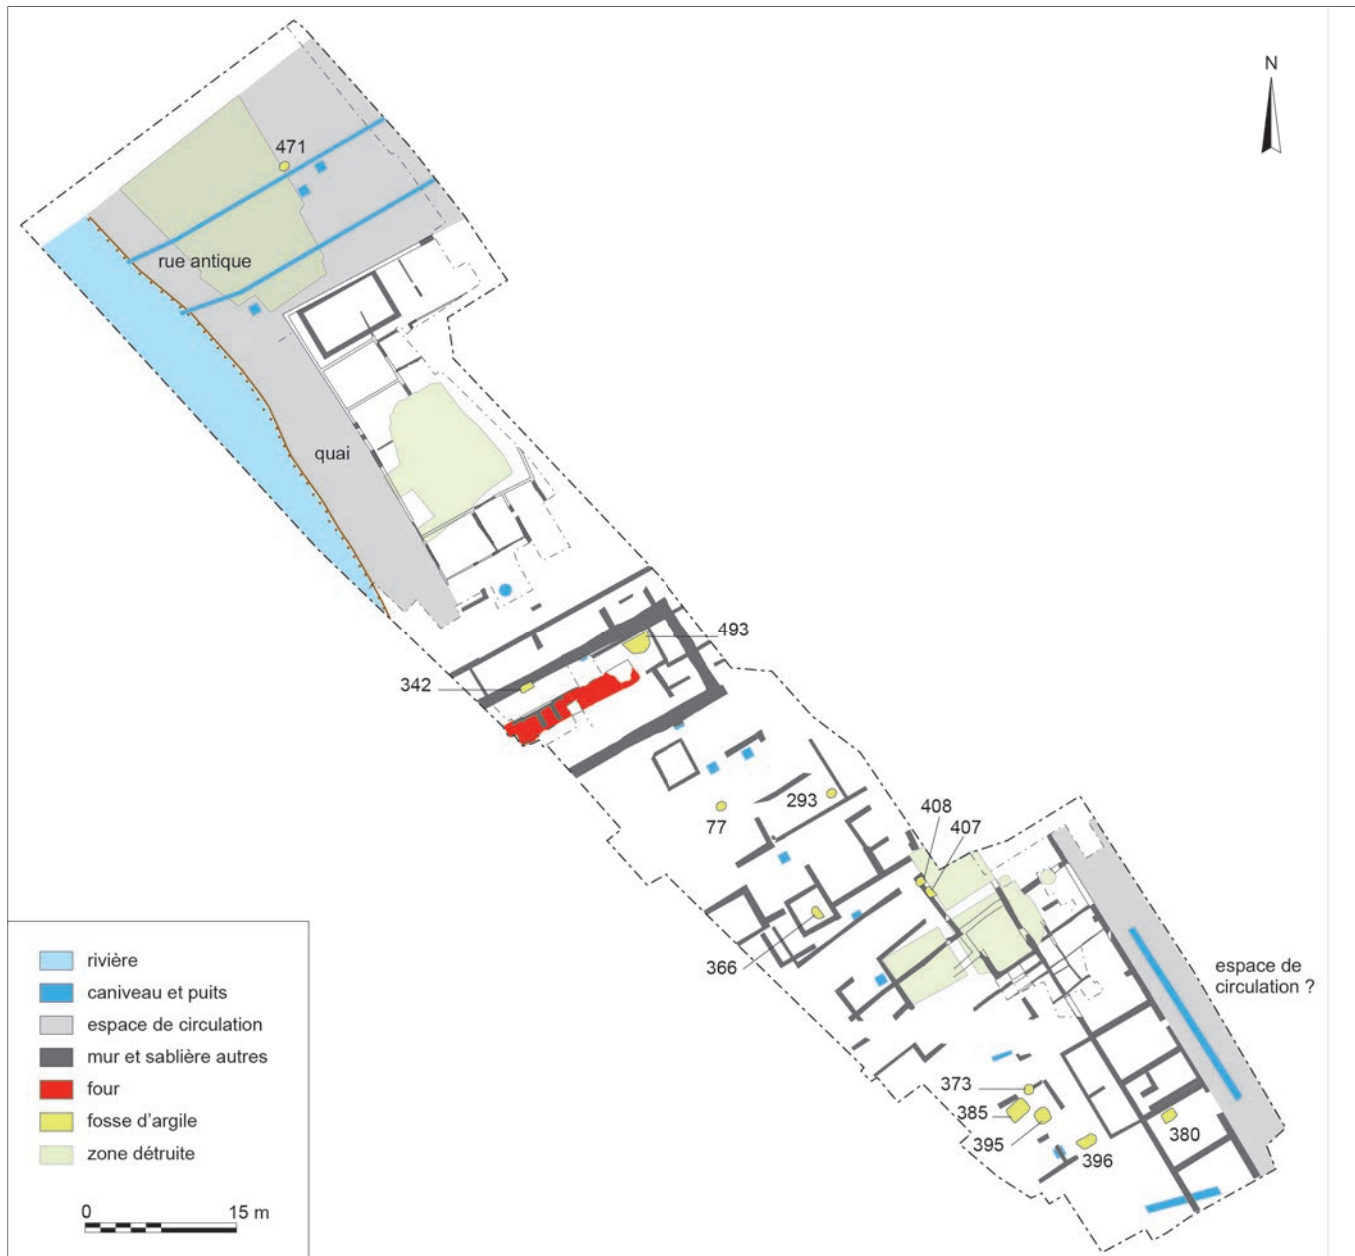 N
471
rue antique
quai
493
342
293
77
408
407
366
espace de
circulation ?
373
385
395
396
380
rivière
caniveau et puits
espace de circulation
mur et sablière autres
four
fosse d'argile
zone détruite
0 15 m